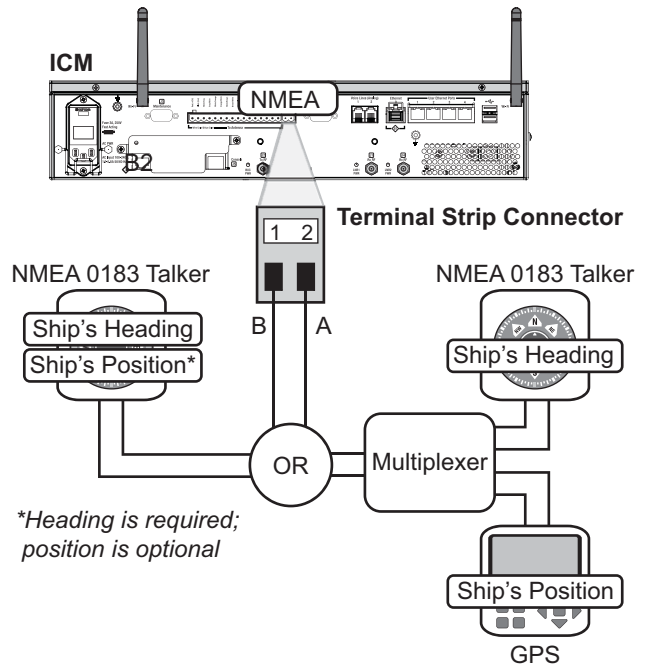 ICM
NMEA
B2
Terminal Strip Connector
1 2
B A
NMEA 0183 Talker
Ship's Heading
Ship's Position*
NMEA 0183 Talker
Ship's Heading
OR
Multiplexer
*Heading is required;
position is optional
Ship's Position
GPS